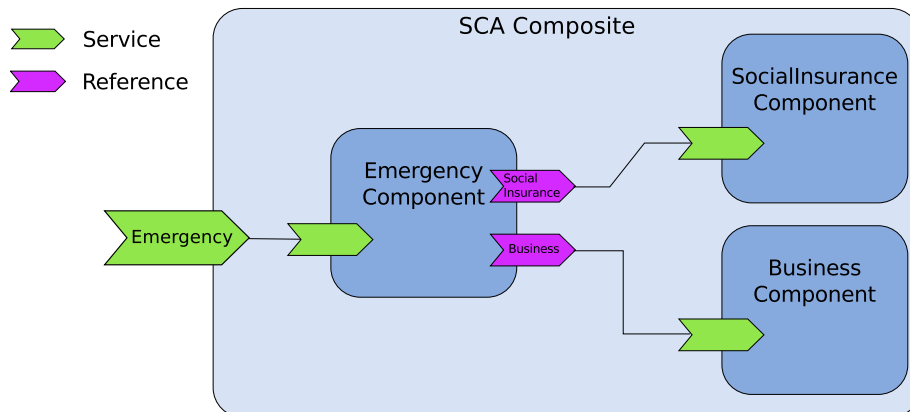 SCA Composite
Service
Reference
SocialInsurance
Component
Emergency
Component
Social
Insurance
Emergency
Business
Business
Component